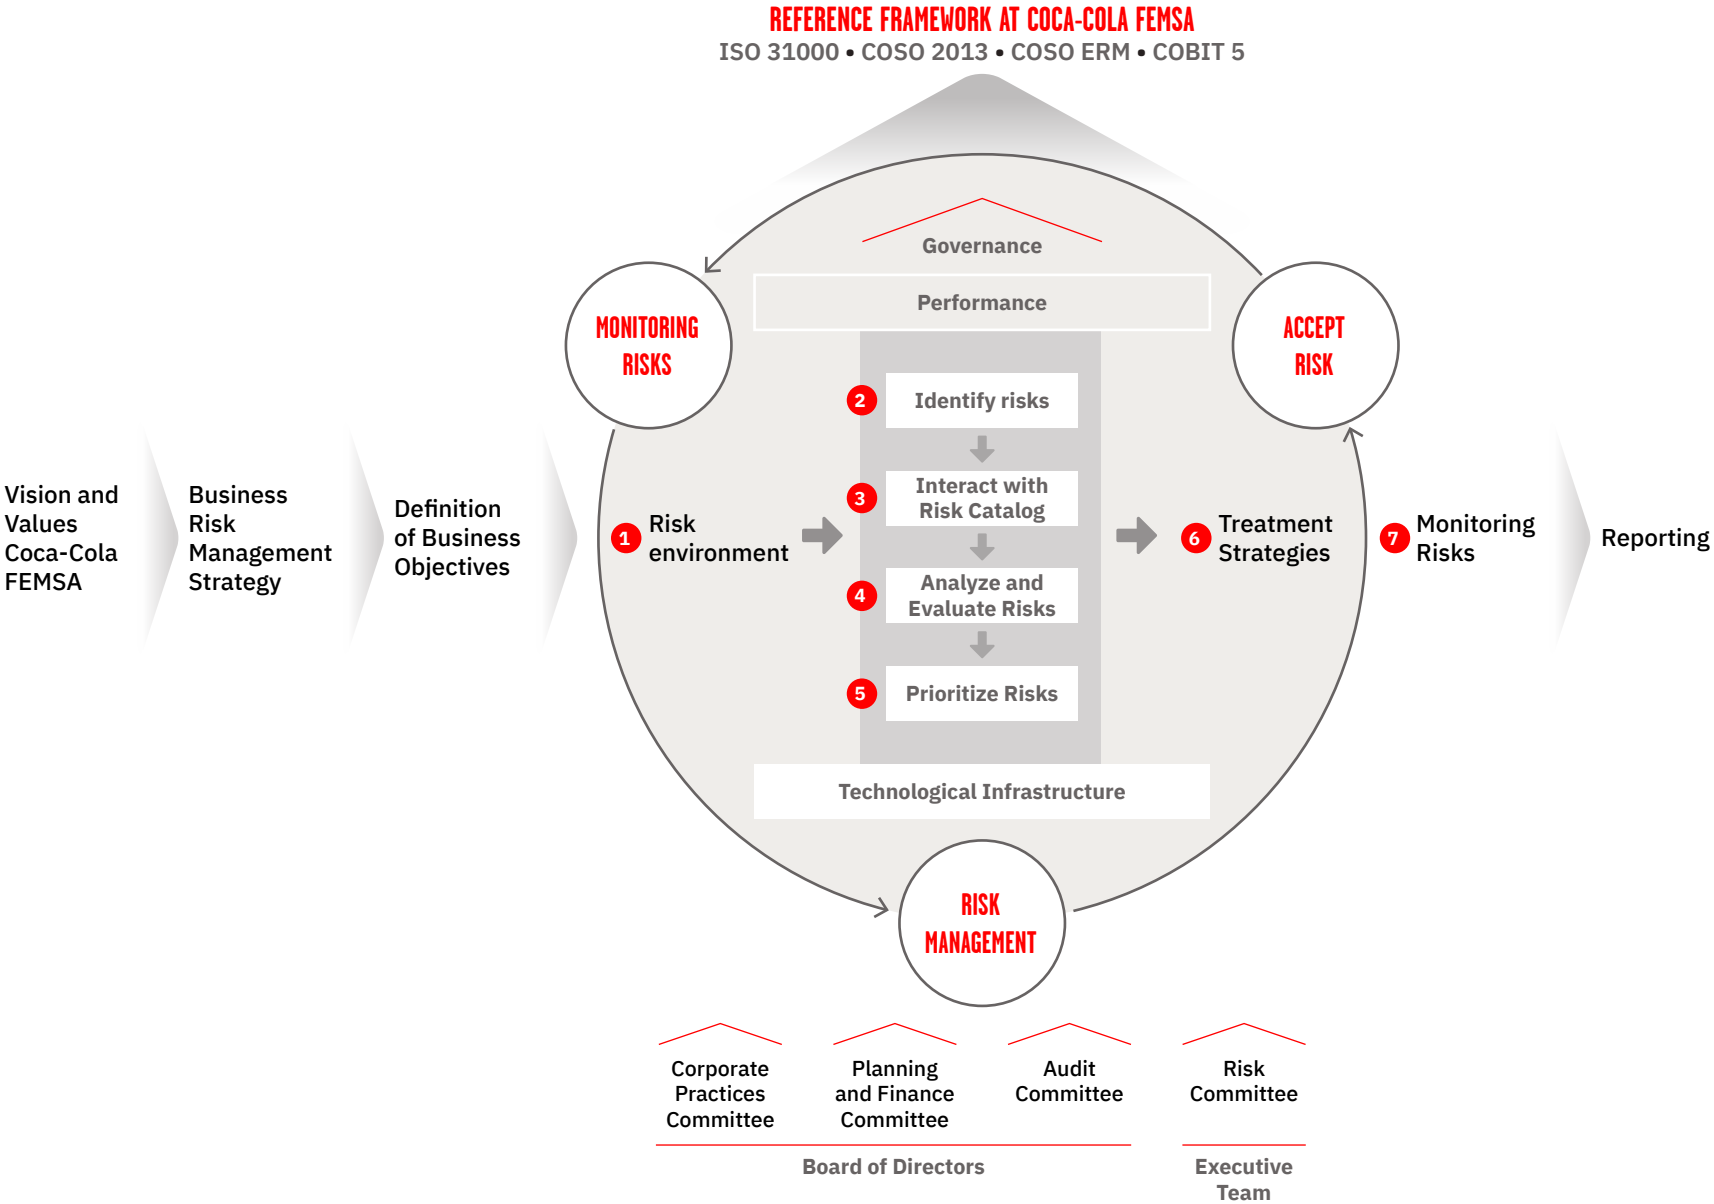 REFERENCE FRAMEWORK AT COCA-COLA FEMSA
ISO 31000 • COSO 2013 • COSO ERM • COBIT 5
Governance
Performance
MONITORING
RISKS
ACCEPT
RISK
Vision and
Values
Coca-Cola
FEMSA
Business
Risk
Management
Strategy
Definition
of Business
Objectives
1 Risk
environment
2 Identify risks
3 Interact with
Risk Catalog
4 Analyze and
Evaluate Risks
5 Prioritize Risks
6 Treatment
Strategies
7 Monitoring
Risks
Reporting
Technological Infrastructure
RISK
MANAGEMENT
Corporate
Practices
Committee
Planning
and Finance
Committee
Audit
Committee
Risk
Committee
Board of Directors
Executive
Team